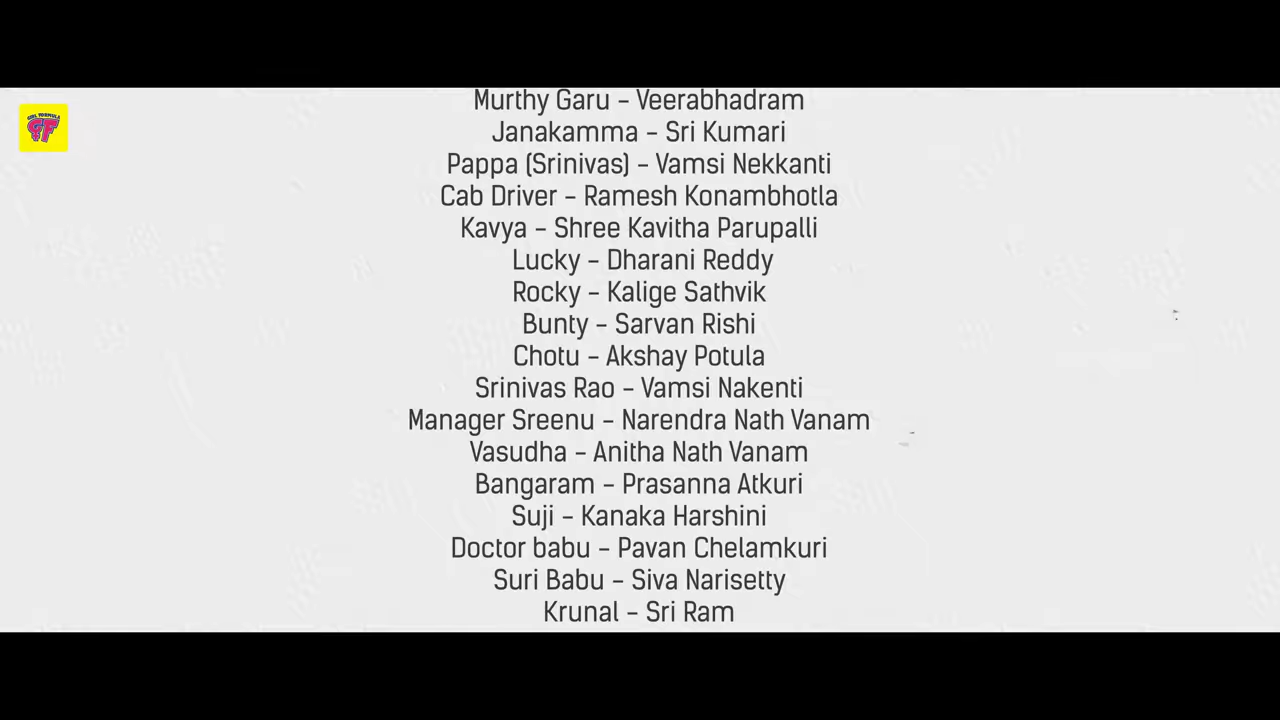 GIRL FORMULA
GF
Murthy Garu – Veerabhadram
Janakamma – Sri Kumari
Pappa (Srinivas) – Vamsi Nekkanti
Cab Driver – Ramesh Konambhotla
Kavya – Shree Kavitha Parupalli
Lucky – Dharani Reddy
Rocky – Kalige Sathvik
Bunty – Sarvan Rishi
Chotu – Akshay Potula
Srinivas Rao – Vamsi Nakenti
Manager Sreenu – Narendra Nath Vanam
Vasudha – Anitha Nath Vanam
Bangaram – Prasanna Atkuri
Suji – Kanaka Harshini
Doctor babu – Pavan Chelamkuri
Suri Babu – Siva Narisetty
Krunal – Sri Ram